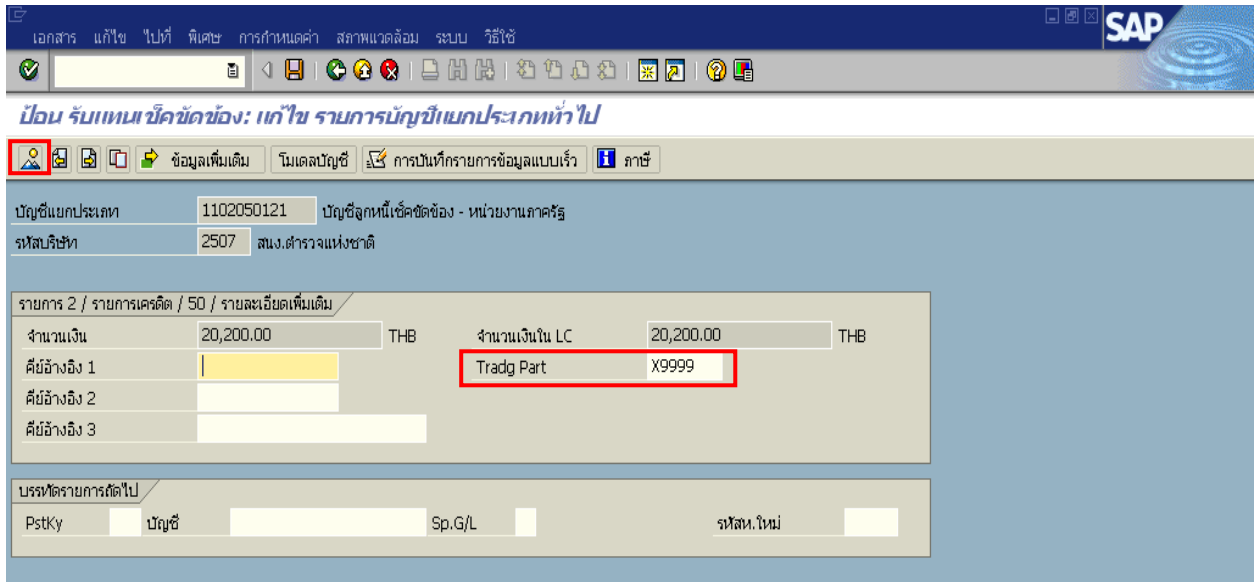 เอกสาร แก้ไข ไปที่ พิเศษ การกำหนดค่า สภาพแวดล้อม ระบบ วิธีใช้
SAP
ป้อน รับแทนเช็คขัดข้อง: แก้ไข รายการบัญชีแยกประเภททั่วไป
ข้อมูลเพิ่มเติม โมเดลบัญชี การบันทึกรายการข้อมูลแบบเร็ว ภาษี
บัญชีแยกประเภท 1102050121 บัญชีลูกหนี้เช็คขัดข้อง - หน่วยงานภาครัฐ
รหัสบริษัท 2507 สนง.ตำรวจแห่งชาติ
รายการ 2 / รายการเครดิต / 50 / รายละเอียดเพิ่มเติม
จำนวนเงิน 20,200.00 THB จำนวนเงินใน LC 20,200.00 THB
คีย์อ้างอิง 1 Tradg Part X9999
คีย์อ้างอิง 2
คีย์อ้างอิง 3
บรรทัดรายการถัดไป
PstKy บัญชี Sp.G/L รหัสห.ใหม่